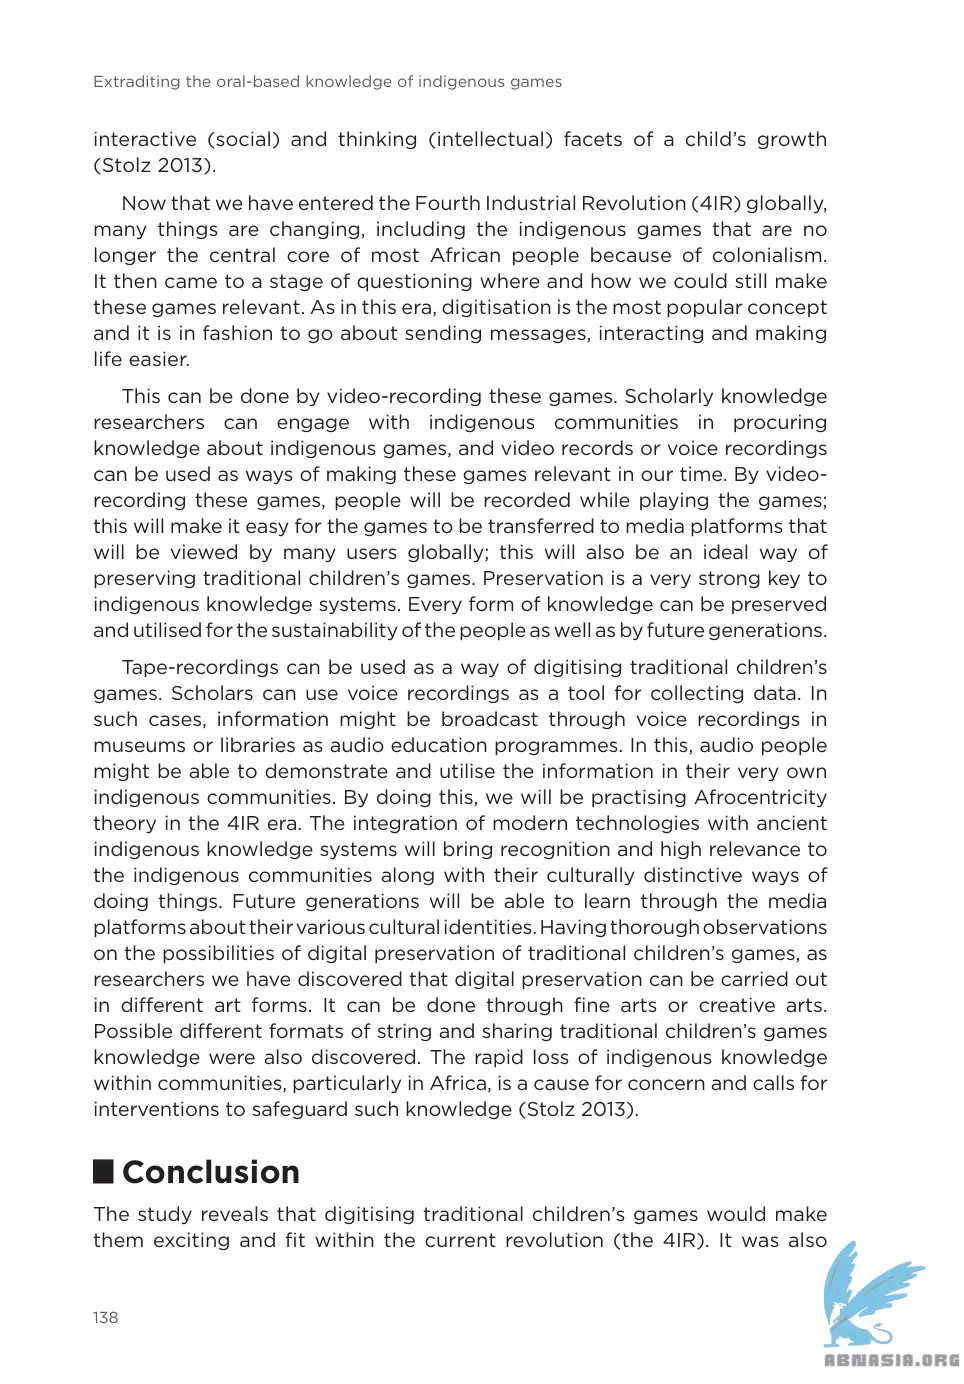 Extraditing the oral-based knowledge of indigenous games
interactive (social) and thinking (intellectual) facets of a child’s growth
(Stolz 2013).
Now that we have entered the Fourth Industrial Revolution (4IR) globally,
many things are changing, including the indigenous games that are no
longer the central core of most African people because of colonialism.
It then came to a stage of questioning where and how we could still make
these games relevant. As in this era, digitisation is the most popular concept
and it is in fashion to go about sending messages, interacting and making
life easier.
This can be done by video-recording these games. Scholarly knowledge
researchers can engage with indigenous communities in procuring
knowledge about indigenous games, and video records or voice recordings
can be used as ways of making these games relevant in our time. By video-
recording these games, people will be recorded while playing the games;
this will make it easy for the games to be transferred to media platforms that
will be viewed by many users globally; this will also be an ideal way of
preserving traditional children’s games. Preservation is a very strong key to
indigenous knowledge systems. Every form of knowledge can be preserved
and utilised for the sustainability of the people as well as by future generations.
Tape-recordings can be used as a way of digitising traditional children’s
games. Scholars can use voice recordings as a tool for collecting data. In
such cases, information might be broadcast through voice recordings in
museums or libraries as audio education programmes. In this, audio people
might be able to demonstrate and utilise the information in their very own
indigenous communities. By doing this, we will be practising Afrocentricity
theory in the 4IR era. The integration of modern technologies with ancient
indigenous knowledge systems will bring recognition and high relevance to
the indigenous communities along with their culturally distinctive ways of
doing things. Future generations will be able to learn through the media
platforms about their various cultural identities. Having thorough observations
on the possibilities of digital preservation of traditional children’s games, as
researchers we have discovered that digital preservation can be carried out
in different art forms. It can be done through fine arts or creative arts.
Possible different formats of string and sharing traditional children’s games
knowledge were also discovered. The rapid loss of indigenous knowledge
within communities, particularly in Africa, is a cause for concern and calls for
interventions to safeguard such knowledge (Stolz 2013).
Conclusion
The study reveals that digitising traditional children’s games would make
them exciting and fit within the current revolution (the 4IR). It was also
138
ABNASIA.ORG